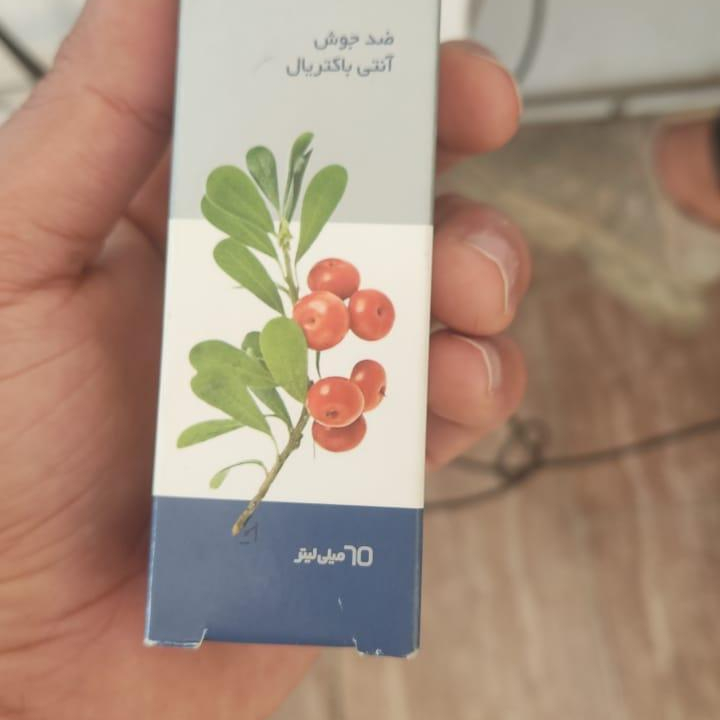 ضد جوش
آنتی باکتریال
۶۵ میلی لیتر